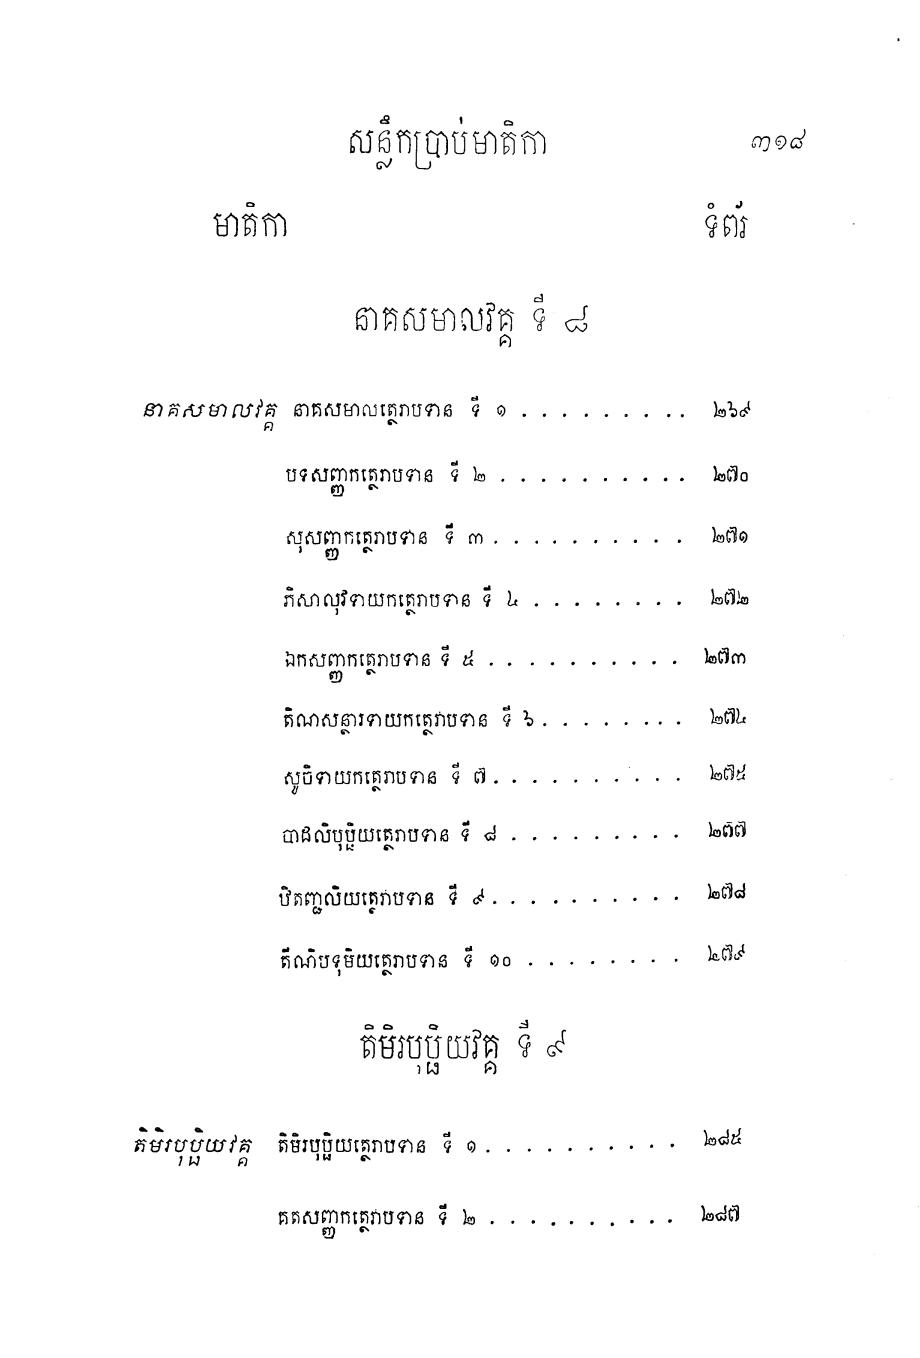 សន្លឹកប្រាប់មាតិកា ៣១៨
មាតិកា ទំព័រ
នាគសមាលវគ្គ ទី ៨
នាគសមាលវគ្គ នាគសមាលត្ថេរាបទាន ទី ១ . . . . . . . . . ២៦៩
បទសញ្ញកត្ថេរាបទាន ទី ២ . . . . . . . . . . ២៧០
សុសញ្ញកត្ថេរាបទាន ទី ៣ . . . . . . . . . . ២៧១
ភិសាលុវទាយកត្ថេរាបទាន ទី ៤ . . . . . . . . ២៧២
ឯកសញ្ញកត្ថេរាបទាន ទី ៥ . . . . . . . . . . ២៧៣
តិណសន្ថារទាយកត្ថេរាបទាន ទី ៦ . . . . . . . . ២៧៤
សូចិទាយកត្ថេរាបទាន ទី ៧ . . . . . . . . . . ២៧៥
បាដលិបុប្ផិយត្ថេរាបទាន ទី ៨ . . . . . . . . . ២៧៧
ឋិតញ្ជលិយត្ថេរាបទាន ទី ៩ . . . . . . . . . . ២៧៨
តីណិបទុមិយត្ថេរាបទាន ទី ១០ . . . . . . . . ២៧៩
តិមិរបុប្ផិយវគ្គ ទី ៩
តិមិរបុប្ផិយវគ្គ តិមិរបុប្ផិយត្ថេរាបទាន ទី ១ . . . . . . . . . . ២៨៥
គតសញ្ញកត្ថេរាបទាន ទី ២ . . . . . . . . . . ២៨៧